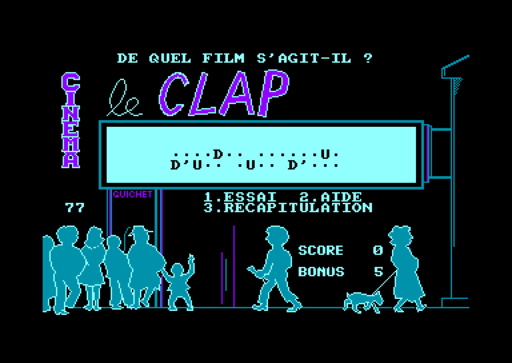 DE QUEL FILM S'AGIT-IL ?
CINEMA
le CLAP
....D.. ......U.
D'U.. .U.. D'...
QUICHET
1.ESSAI 2.AIDE
3.RECAPITULATION
77
SCORE 0
BONUS 5